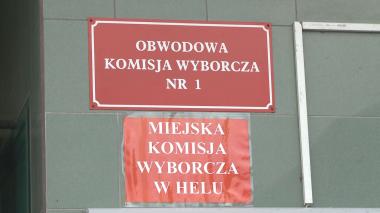 OBWODOWA
KOMISJA WYBORCZA
NR 1
MIEJSKA
KOMISJA
WYBORCZA
W HELU